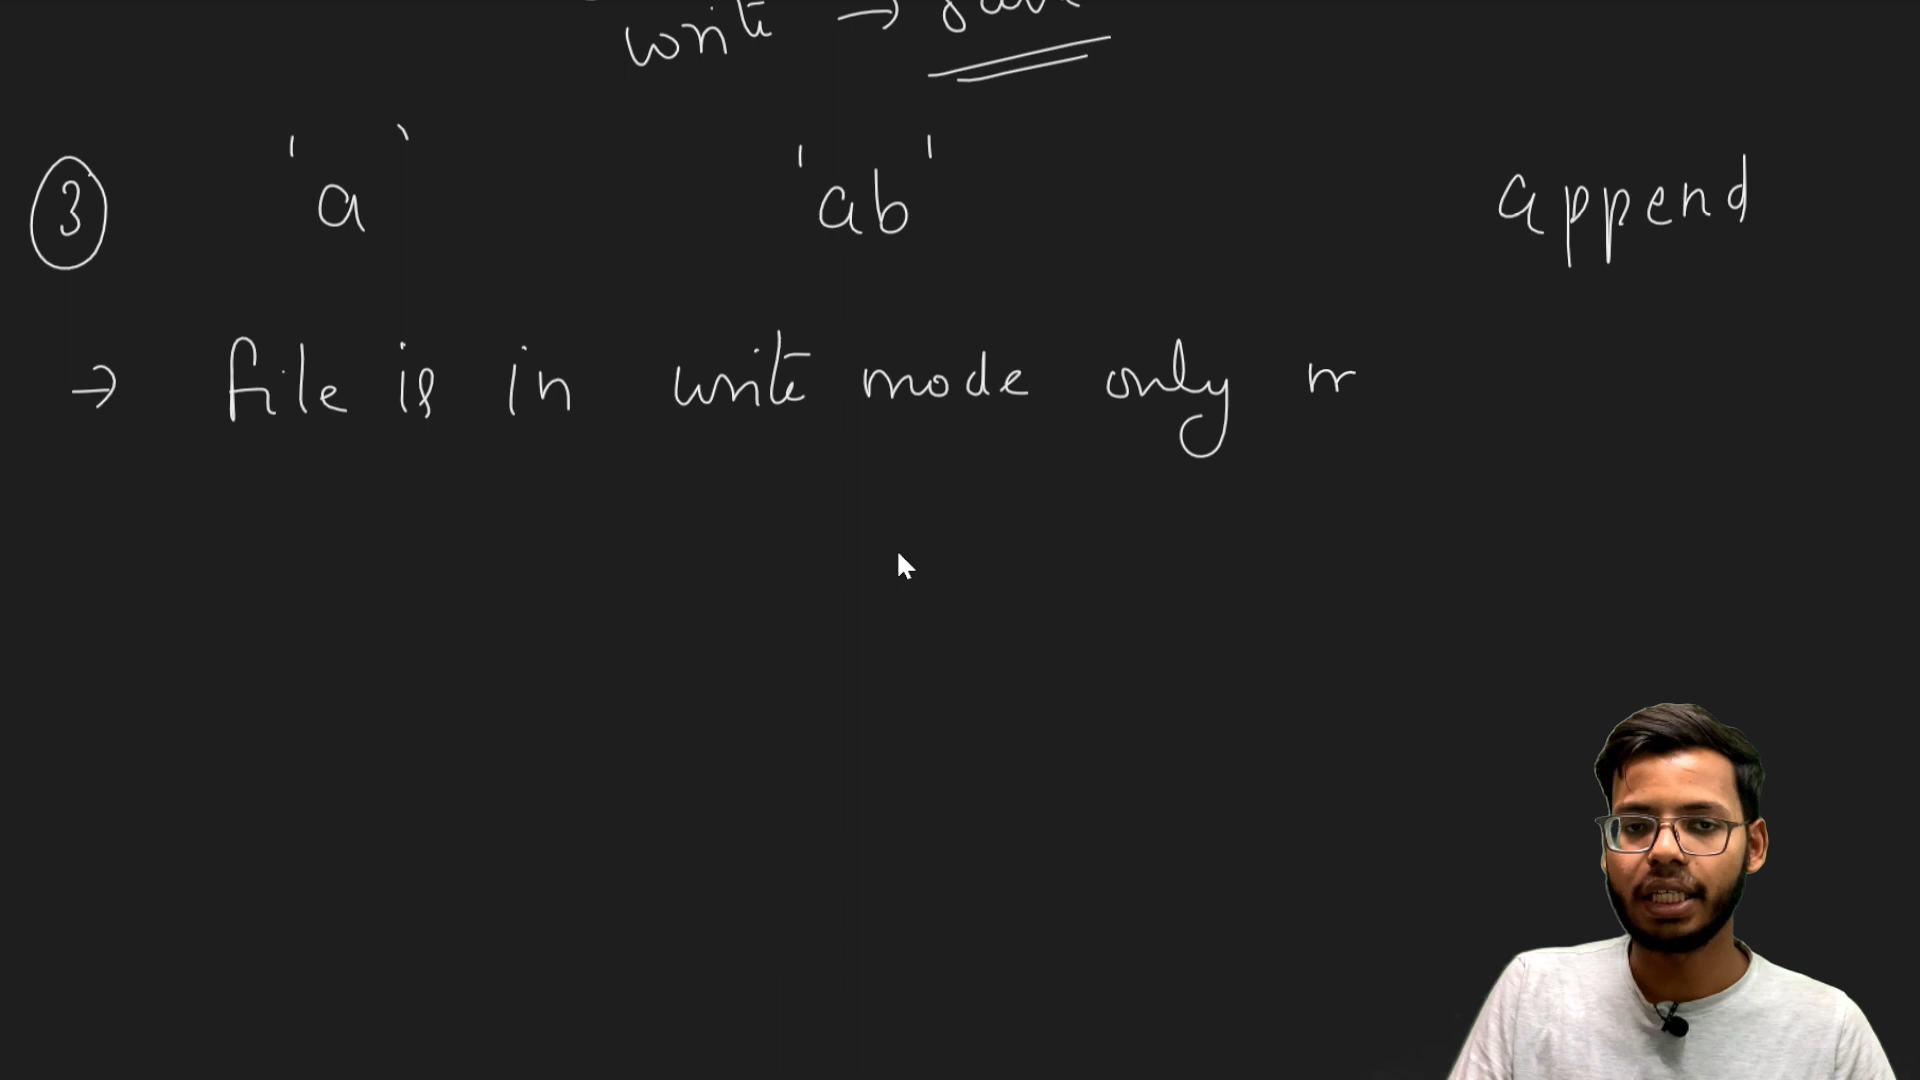 write →
③ 'a' 'ab' append
→ file is in write mode only